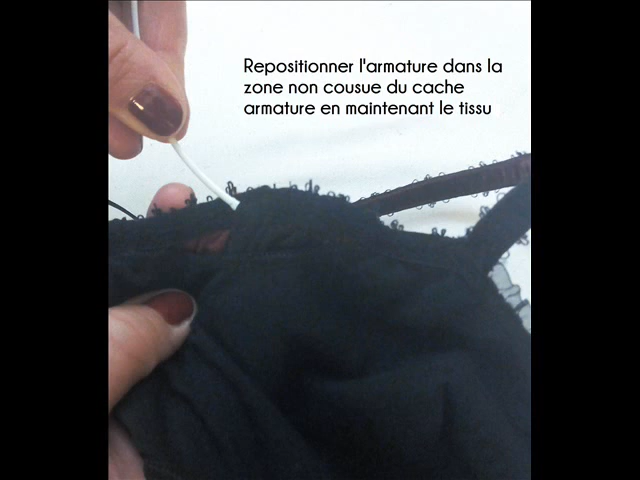 Repositionner l'armature dans la
zone non cousue du cache
armature en maintenant le tissu